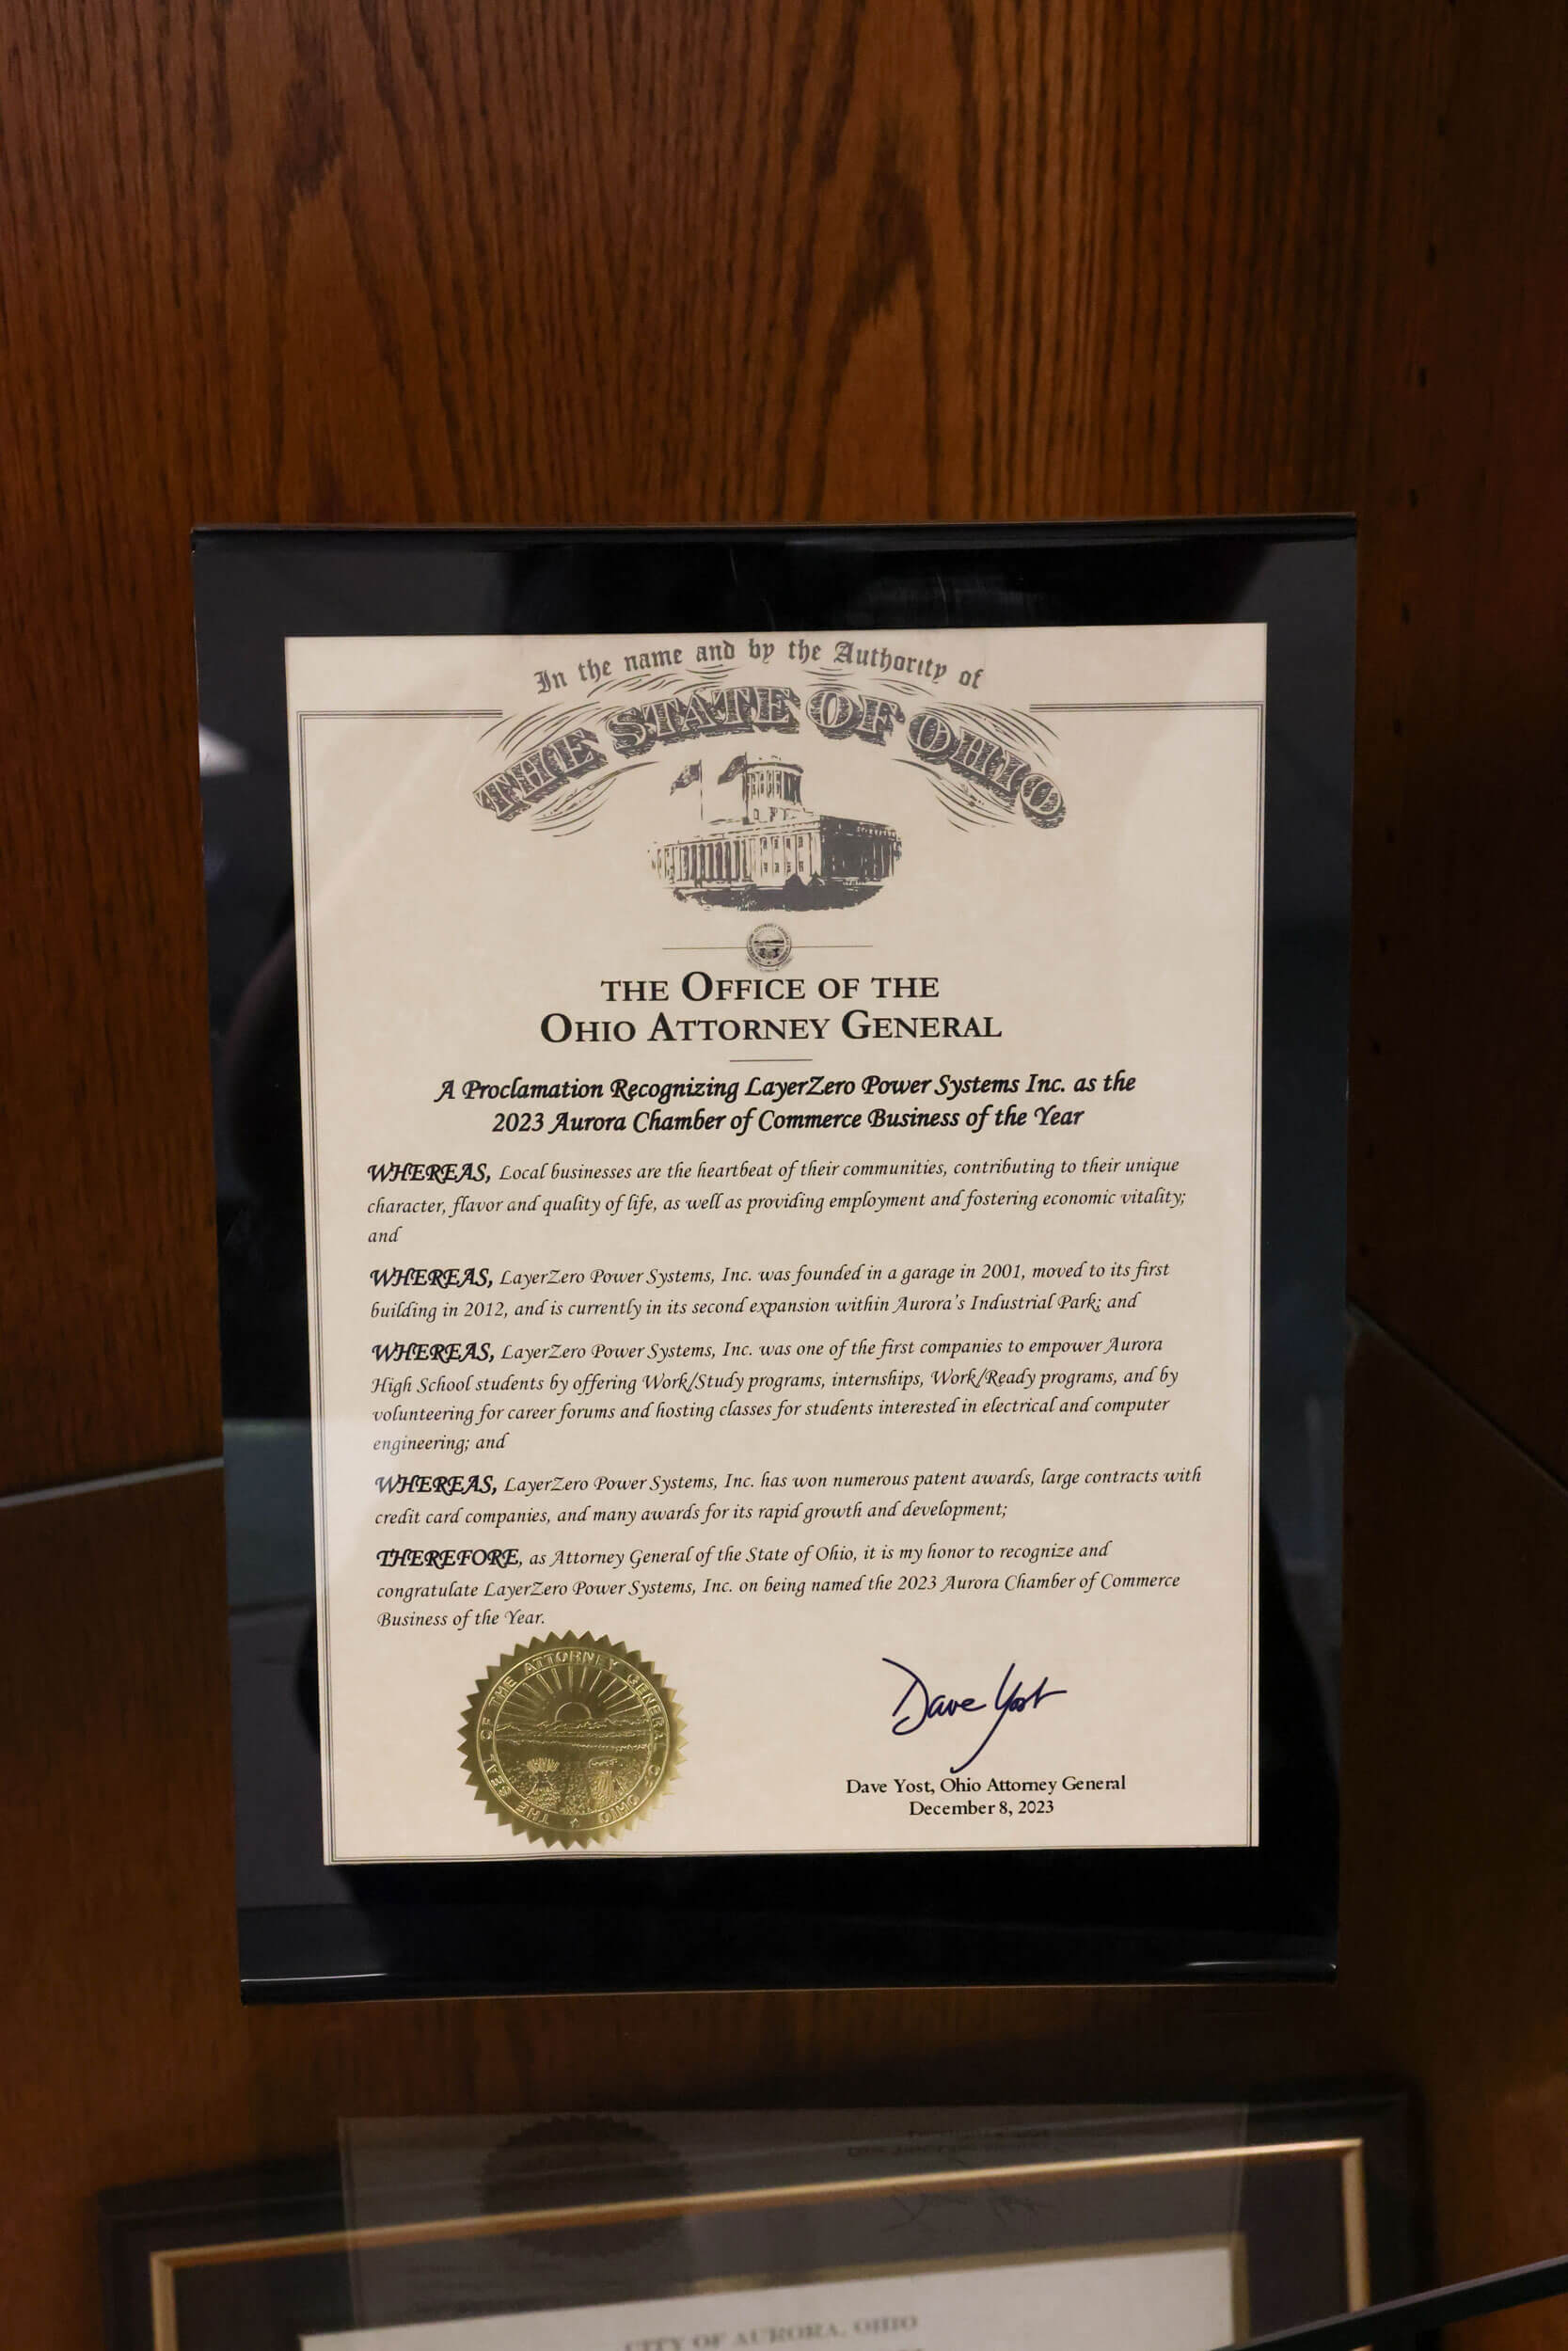 In the name and by the Authority of
THE STATE OF OHIO
THE OFFICE OF THE
OHIO ATTORNEY GENERAL
A Proclamation Recognizing LayerZero Power Systems Inc. as the
2023 Aurora Chamber of Commerce Business of the Year
WHEREAS, Local businesses are the heartbeat of their communities, contributing to their unique
character, flavor and quality of life, as well as providing employment and fostering economic vitality;
and
WHEREAS, LayerZero Power Systems, Inc. was founded in a garage in 2001, moved to its first
building in 2012, and is currently in its second expansion within Aurora's Industrial Park; and
WHEREAS, LayerZero Power Systems, Inc. was one of the first companies to empower Aurora
High School students by offering Work/Study programs, internships, Work/Ready programs, and by
volunteering for career forums and hosting classes for students interested in electrical and computer
engineering; and
WHEREAS, LayerZero Power Systems, Inc. has won numerous patent awards, large contracts with
credit card companies, and many awards for its rapid growth and development;
THEREFORE, as Attorney General of the State of Ohio, it is my honor to recognize and
congratulate LayerZero Power Systems, Inc. on being named the 2023 Aurora Chamber of Commerce
Business of the Year.
THE SEAL OF THE ATTORNEY GENERAL OF OHIO
Dave Yost
Dave Yost, Ohio Attorney General
December 8, 2023
CITY OF AURORA, OHIO